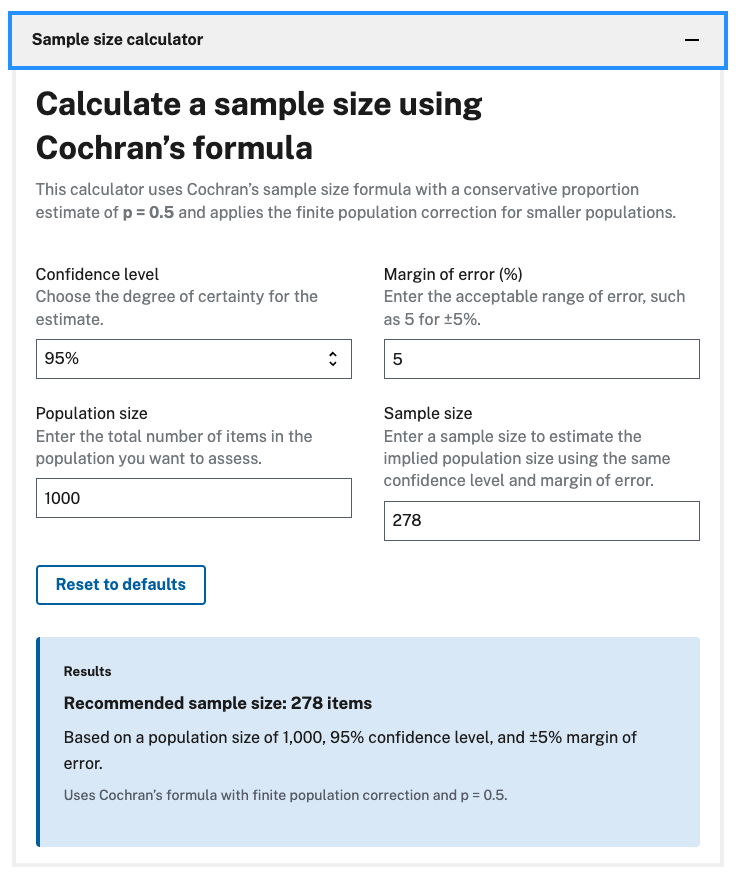 Sample size calculator
Calculate a sample size using
Cochran’s formula
This calculator uses Cochran’s sample size formula with a conservative proportion
estimate of p = 0.5 and applies the finite population correction for smaller populations.
Confidence level
Choose the degree of certainty for the
estimate.
95%
Margin of error (%)
Enter the acceptable range of error, such
as 5 for ±5%.
5
Population size
Enter the total number of items in the
population you want to assess.
1000
Sample size
Enter a sample size to estimate the
implied population size using the same
confidence level and margin of error.
278
Reset to defaults
Results
Recommended sample size: 278 items
Based on a population size of 1,000, 95% confidence level, and ±5% margin of
error.
Uses Cochran’s formula with finite population correction and p = 0.5.